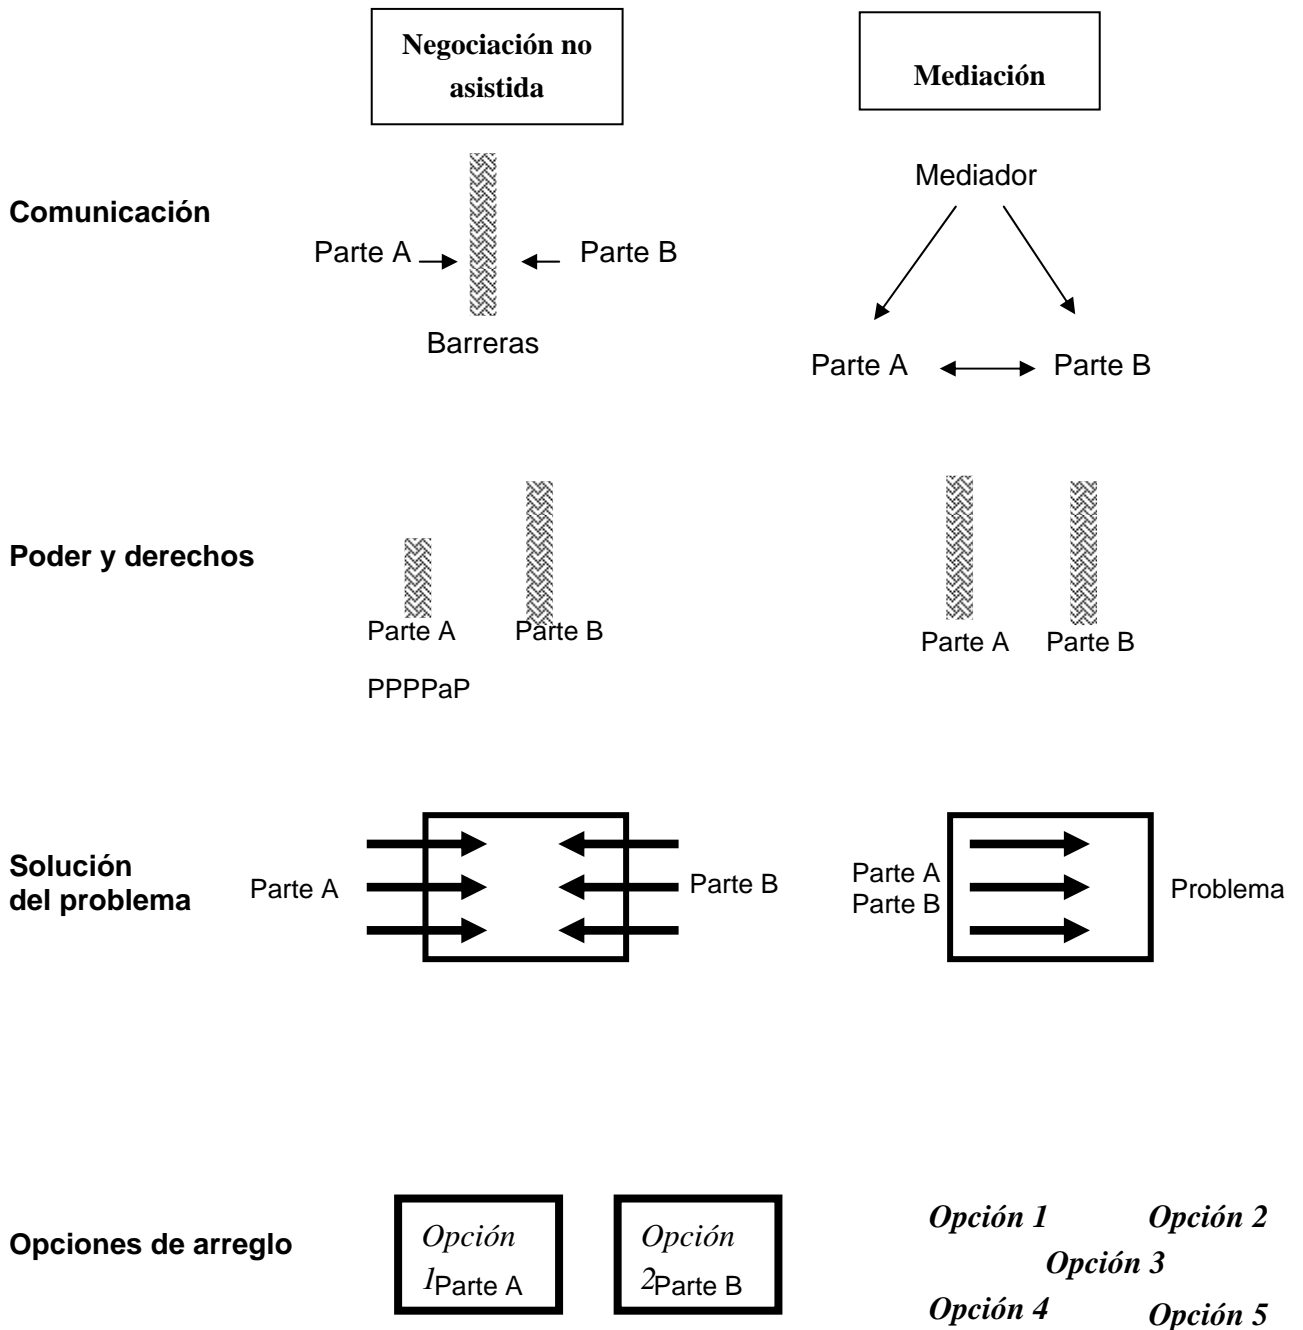 Negociación no
asistida
Mediación
Comunicación
Parte A
Parte B
Barreras
Mediador
Parte A
Parte B
Poder y derechos
Parte A
Parte B
PPPPaP
Parte A
Parte B
Solución
del problema
Parte A
Parte B
Parte A
Parte B
Problema
Opciones de arreglo
Opción
1Parte A
Opción
2Parte B
Opción 1
Opción 2
Opción 3
Opción 4
Opción 5